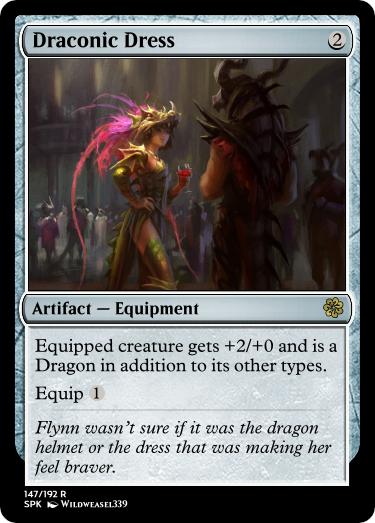 Draconic Dress 2
Artifact — Equipment
Equipped creature gets +2/+0 and is a
Dragon in addition to its other types.
Equip 1
Flynn wasn't sure if it was the dragon
helmet or the dress that was making her
feel braver.
147/192 R
SPK Wildweasel339